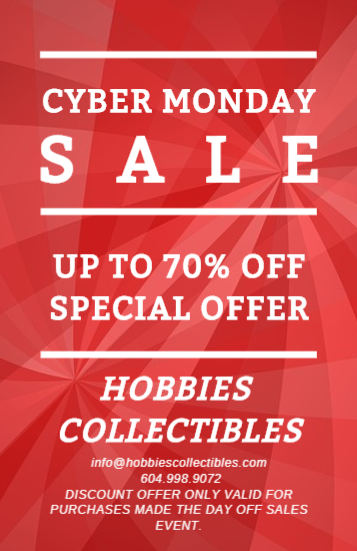 CYBER MONDAY
SALE
UP TO 70% OFF
SPECIAL OFFER
HOBBIES
COLLECTIBLES
info@hobbiescollectibles.com
604.998.9072
DISCOUNT OFFER ONLY VALID FOR
PURCHASES MADE THE DAY OFF SALES
EVENT.